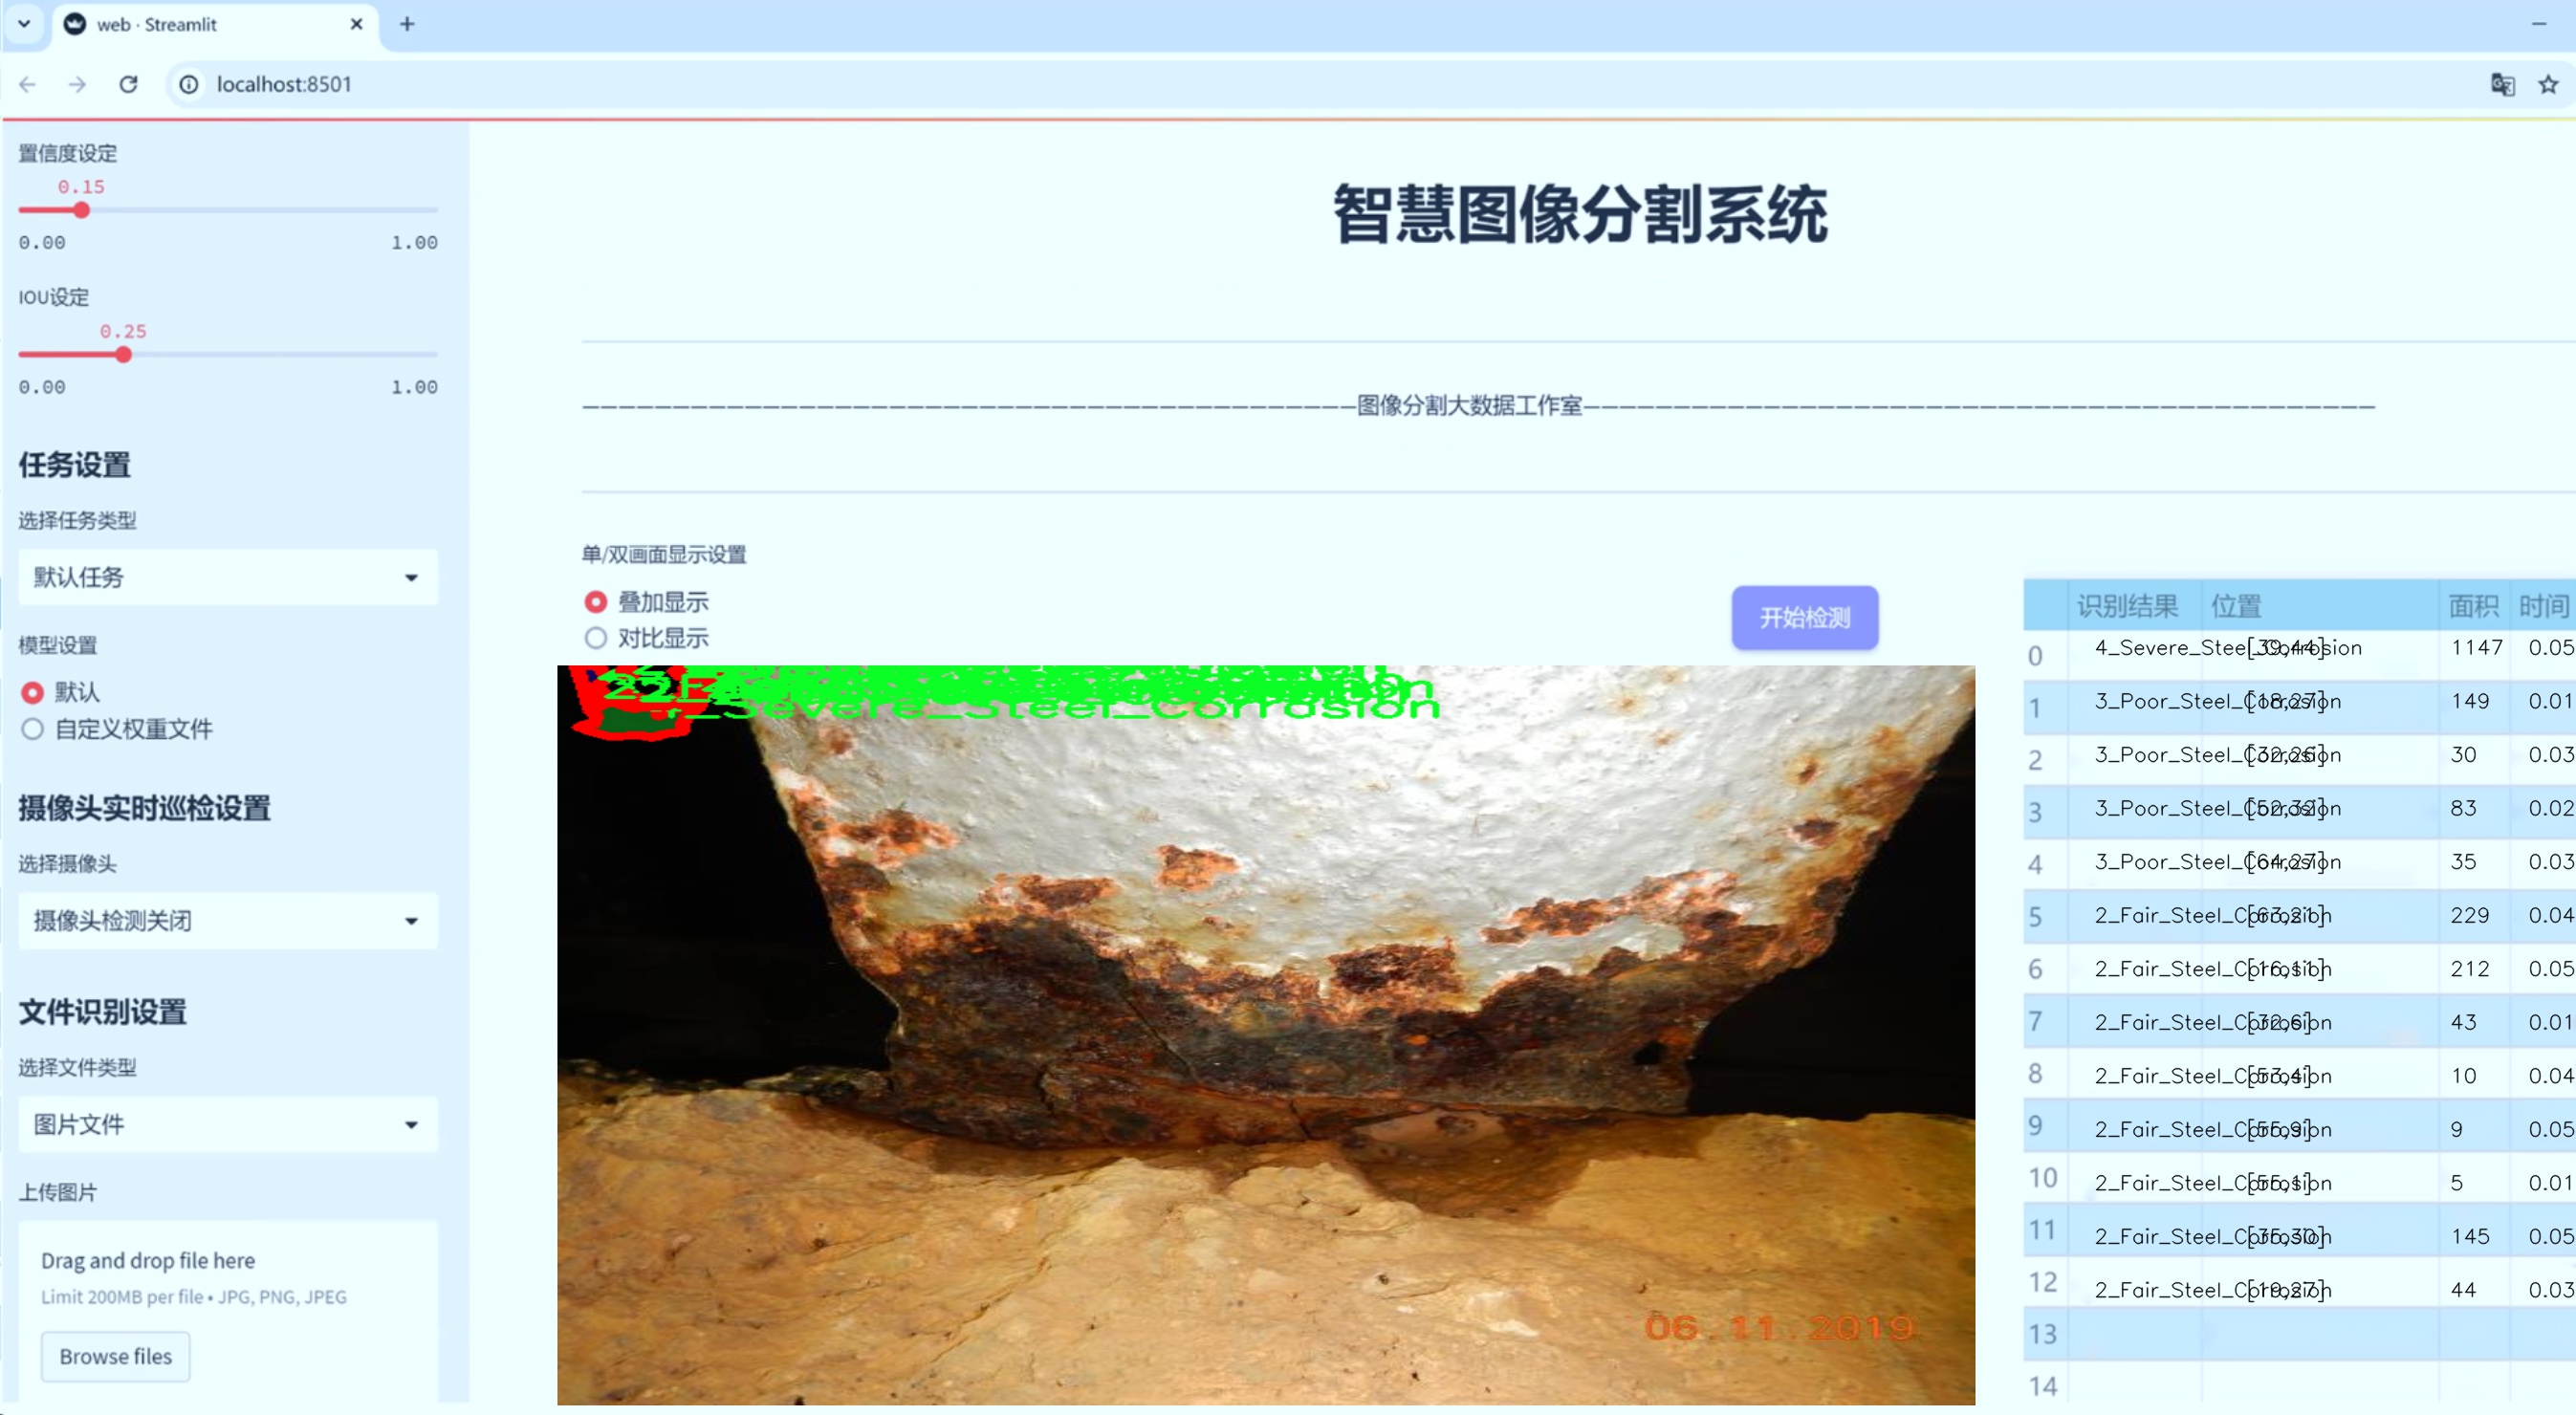 web · Streamlit
localhost:8501
置信度设定
0.15
0.00 1.00
IOU设定
0.25
0.00 1.00
任务设置
选择任务类型
默认任务
模型设置
默认
自定义权重文件
摄像头实时巡检设置
选择摄像头
摄像头检测关闭
文件识别设置
选择文件类型
图片文件
上传图片
Drag and drop file here
Limit 200MB per file • JPG, PNG, JPEG
Browse files
智慧图像分割系统
图像分割大数据工作室
单/双画面显示设置
叠加显示
对比显示
开始检测
_Severe_Steel_Corrosion
06.11.2019
识别结果 位置 面积 时间
0 4_Severe_Steel_Corrosion [39,44] 1147 0.05
1 3_Poor_Steel_Corrosion [18,27] 149 0.01
2 3_Poor_Steel_Corrosion [32,26] 30 0.03
3 3_Poor_Steel_Corrosion [52,32] 83 0.02
4 3_Poor_Steel_Corrosion [64,27] 35 0.03
5 2_Fair_Steel_Corrosion [63,21] 229 0.04
6 2_Fair_Steel_Corrosion [16,11] 212 0.05
7 2_Fair_Steel_Corrosion [32,6] 43 0.01
8 2_Fair_Steel_Corrosion [53,4] 10 0.04
9 2_Fair_Steel_Corrosion 9 0.05
10 2_Fair_Steel_Corrosion 5 0.01
11 2_Fair_Steel_Corrosion 145 0.05
12 2_Fair_Steel_Corrosion [19,27] 44 0.03
13
14